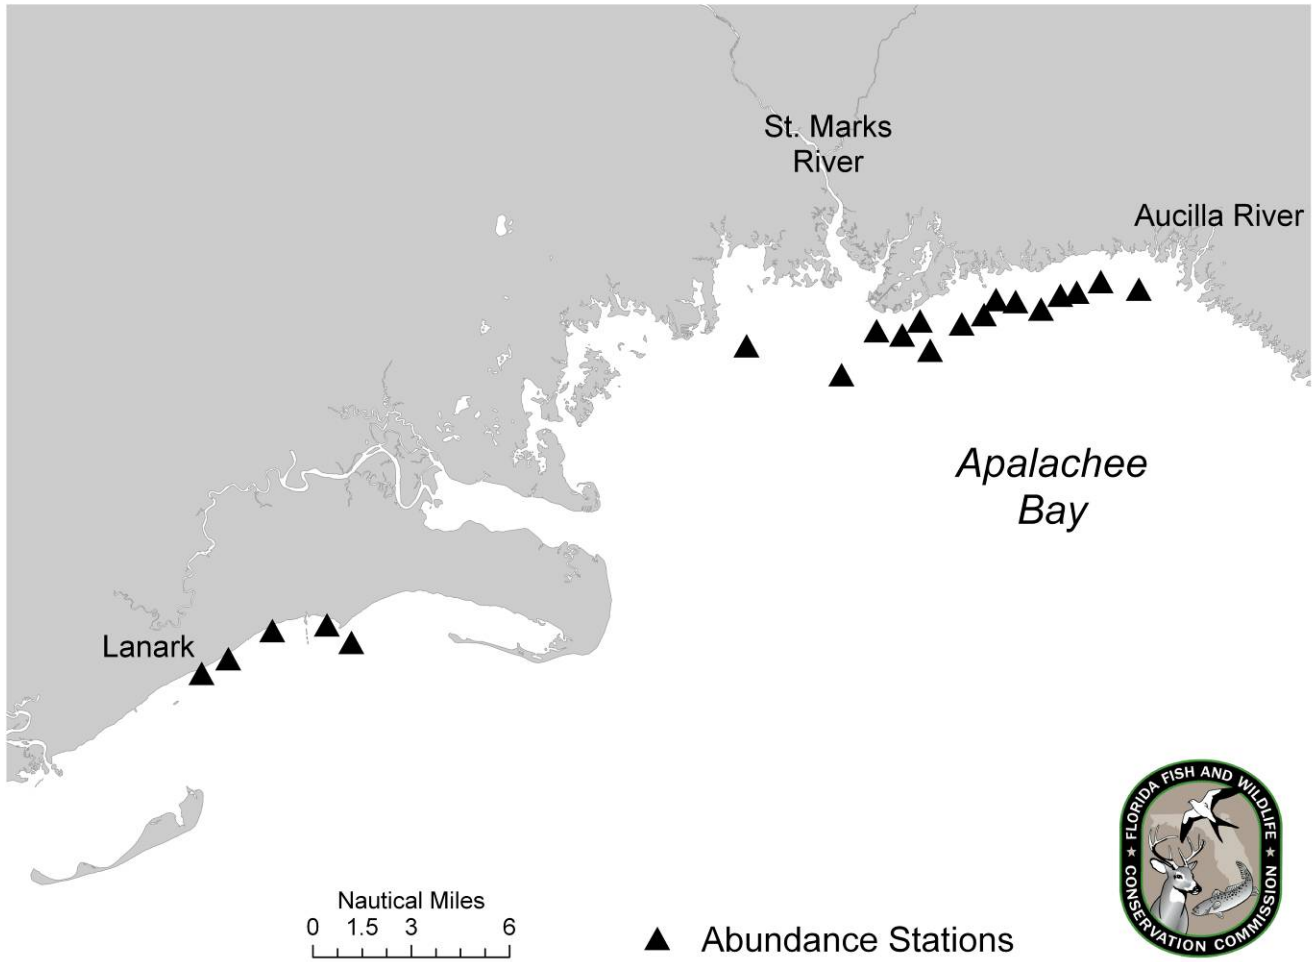 St. Marks
River
Aucilla River
Apalachee
Bay
Lanark
Nautical Miles
0 1.5 3 6
Abundance Stations
FLORIDA FISH AND WILDLIFE
CONSERVATION COMMISSION